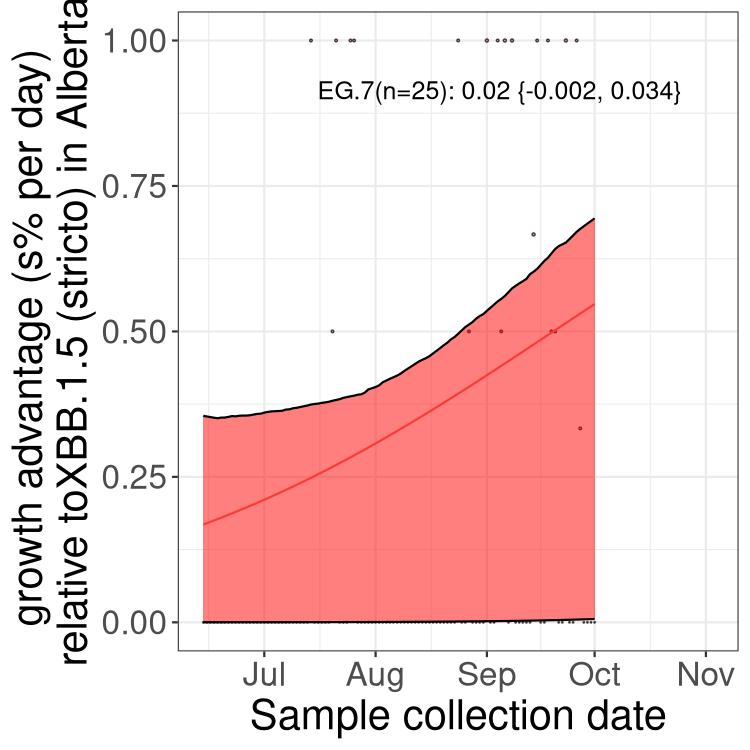 growth advantage (s% per day)
relative toXBB.1.5 (stricto) in Alberta
1.00
0.75
0.50
0.25
0.00
EG.7(n=25): 0.02 {-0.002, 0.034}
Jul Aug Sep Oct Nov
Sample collection date